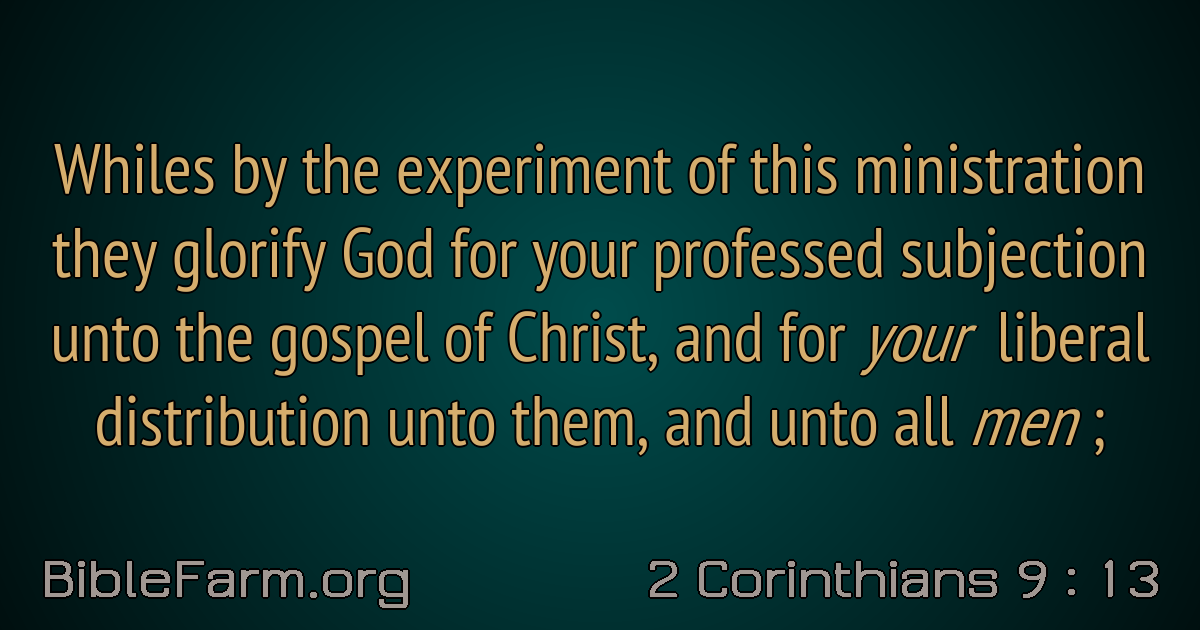 Whiles by the experiment of this ministration
they glorify God for your professed subjection
unto the gospel of Christ, and for your liberal
distribution unto them, and unto all men ;
BibleFarm.org
2 Corinthians 9 : 13